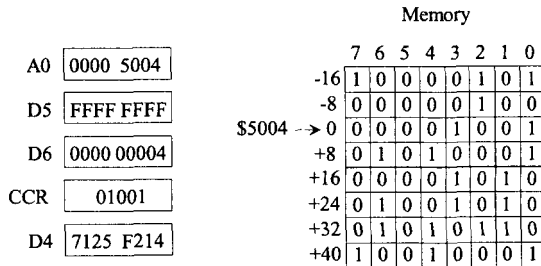 Memory
7 6 5 4 3 2 1 0
A0 0000 5004
D5 FFFF FFFF
D6 0000 00004
CCR 01001
D4 7125 F214
-16 1 0 0 0 0 1 0 1
-8 0 0 0 0 0 1 0 0
$5004 → 0 0 0 0 0 1 0 0 1
+8 0 1 0 1 0 0 0 1
+16 0 0 0 0 1 0 1 0
+24 0 1 0 0 1 0 1 0
+32 0 1 0 1 0 1 1 0
+40 1 0 0 1 0 0 0 1